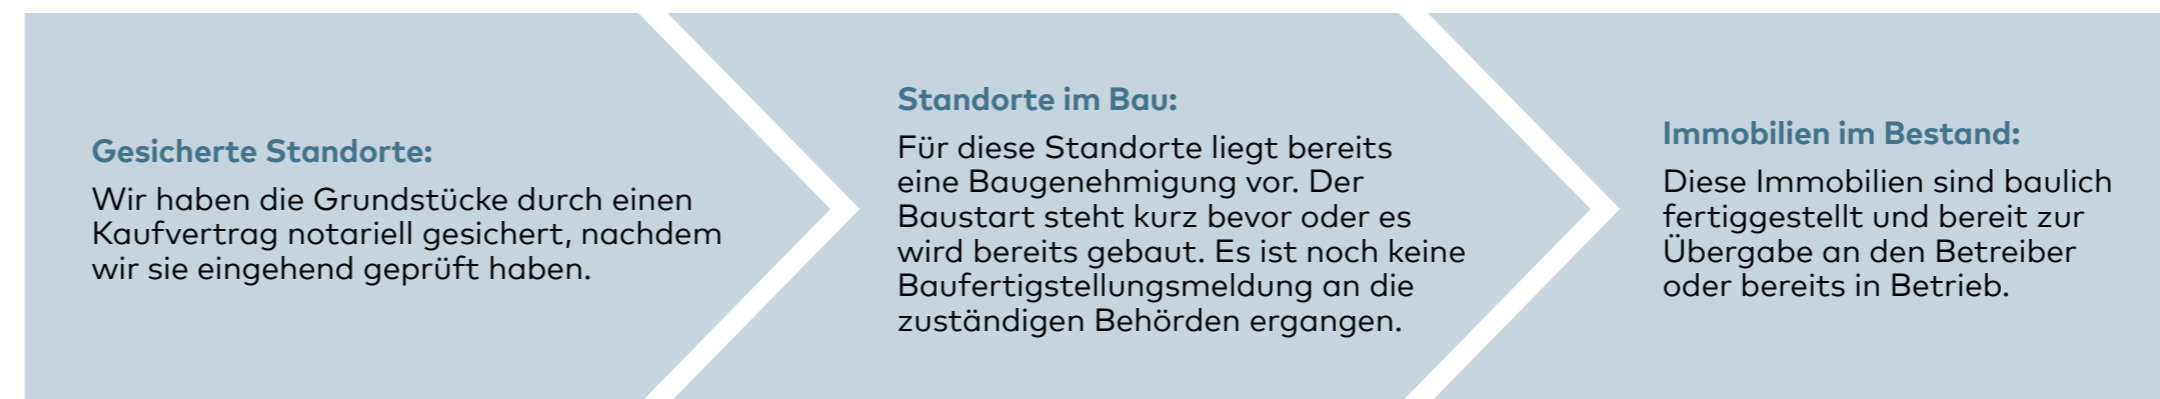 Gesicherte Standorte:
Wir haben die Grundstücke durch einen
Kaufvertrag notariell gesichert, nachdem
wir sie eingehend geprüft haben.
Standorte im Bau:
Für diese Standorte liegt bereits
eine Baugenehmigung vor. Der
Baustart steht kurz bevor oder es
wird bereits gebaut. Es ist noch keine
Baufertigstellungsmeldung an die
zuständigen Behörden ergangen.
Immobilien im Bestand:
Diese Immobilien sind baulich
fertiggestellt und bereit zur
Übergabe an den Betreiber
oder bereits in Betrieb.